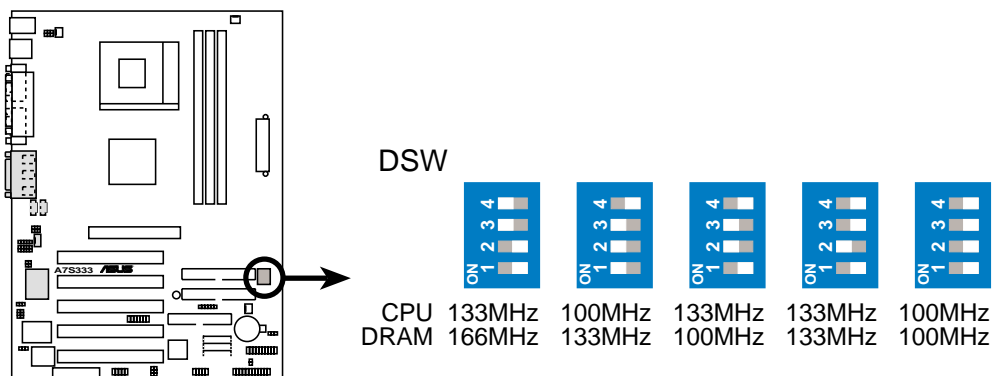 DSW
4 4 4 4 4
3 3 3 3 3
2 2 2 2 2
1 1 1 1 1
ON ON ON ON ON
A7S333 ASUS
CPU 133MHz 100MHz 133MHz 133MHz 100MHz
DRAM 166MHz 133MHz 100MHz 133MHz 100MHz